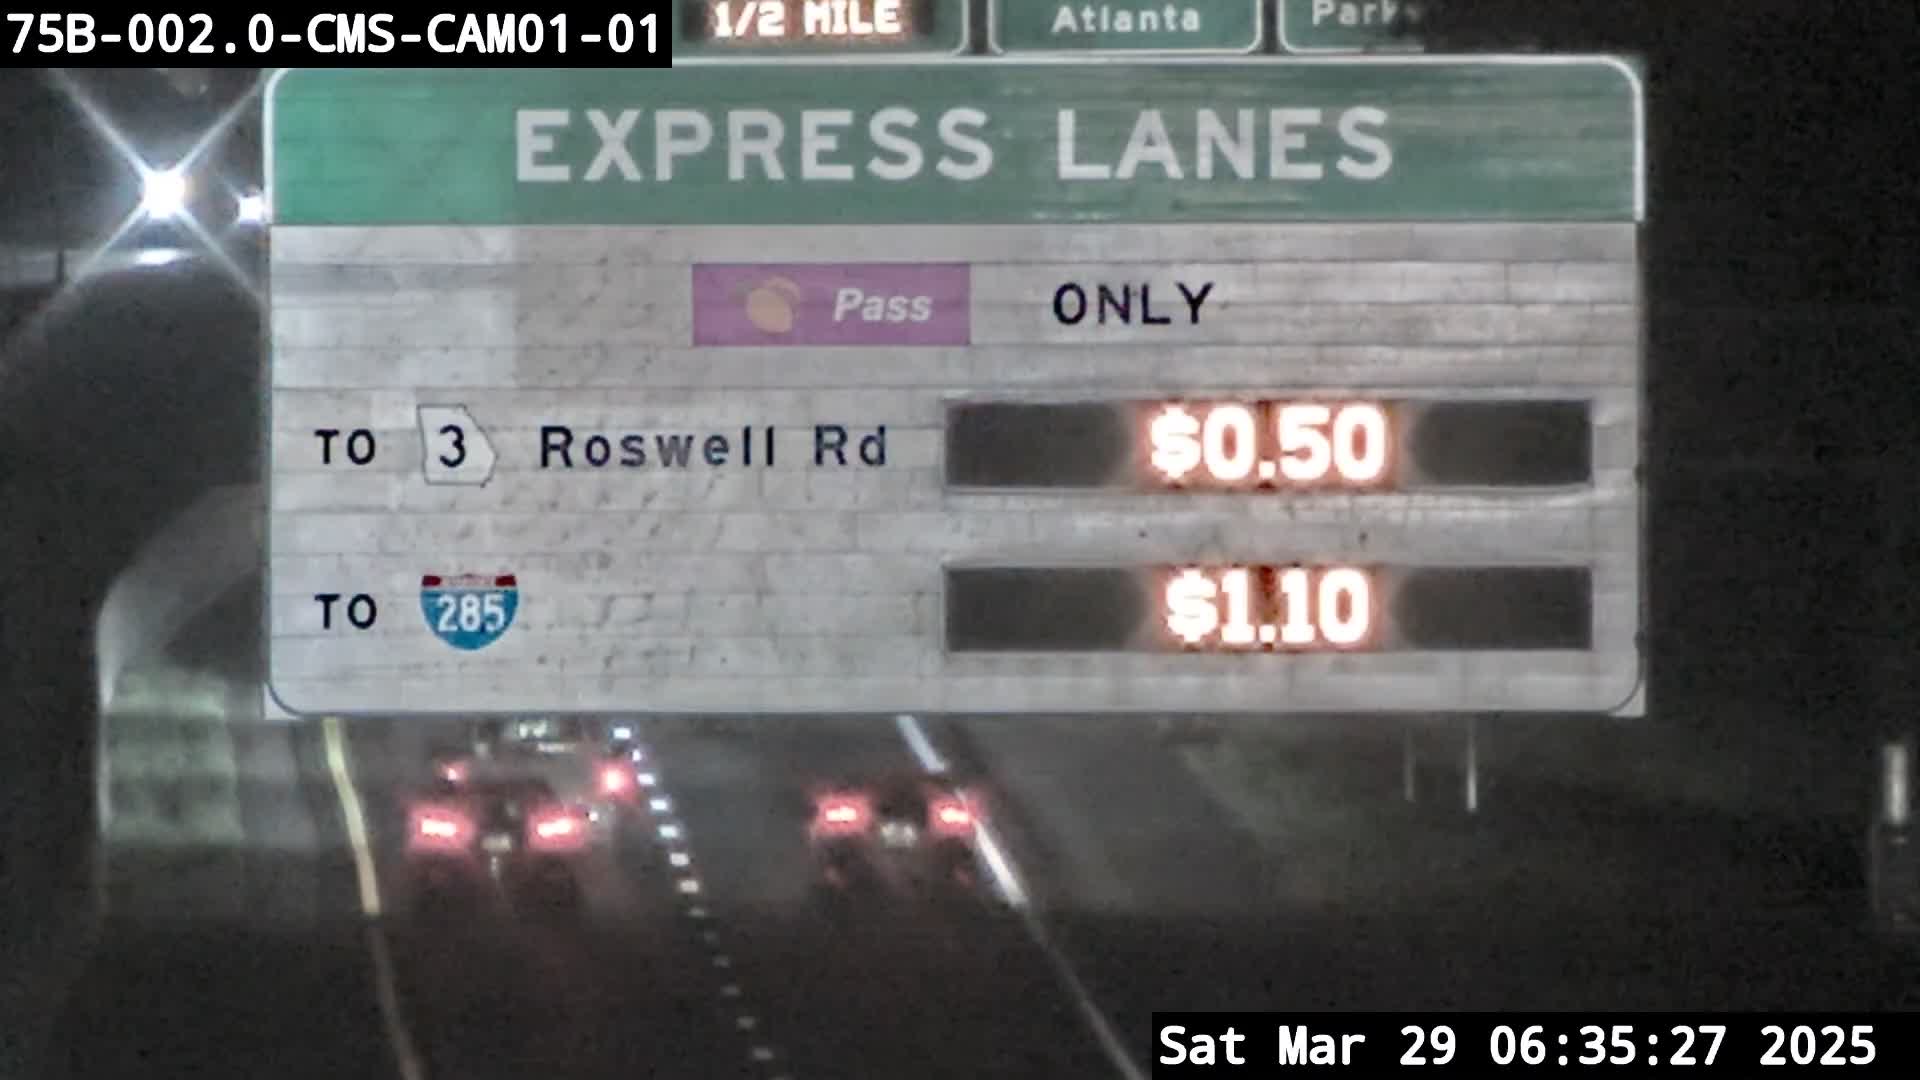 75B-002.0-CMS-CAM01-01
1/2 MILE
Atlanta
Park
EXPRESS LANES
Pass ONLY
TO 3 Roswell Rd $0.50
TO 285 $1.10
Sat Mar 29 06:35:27 2025